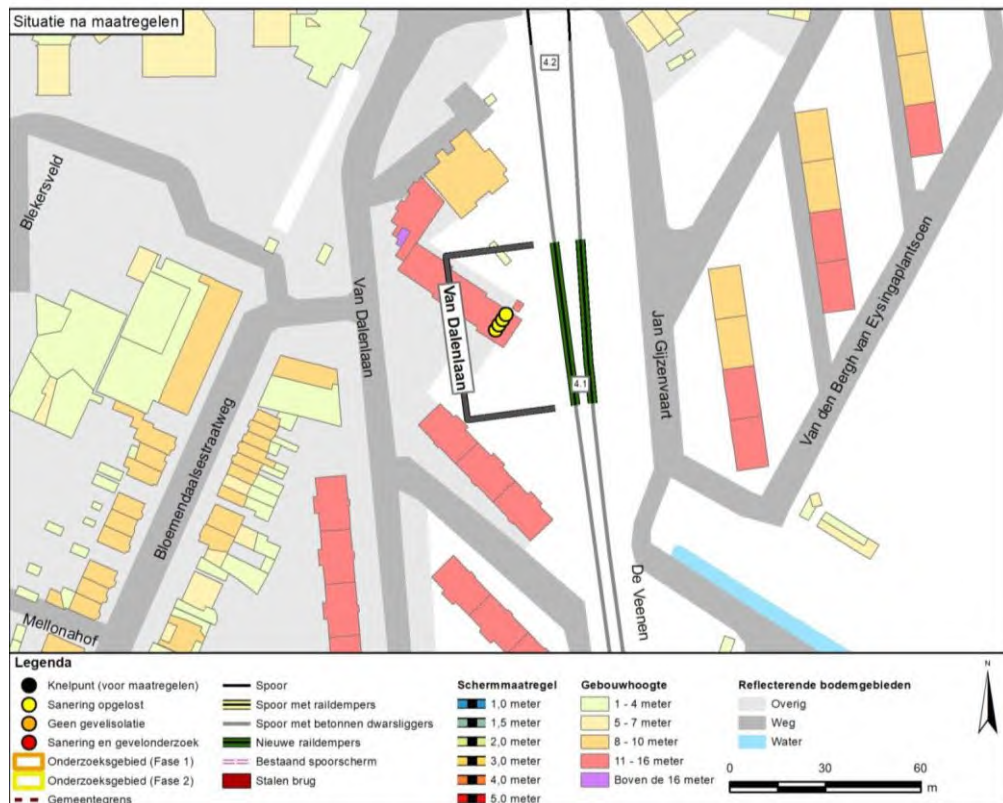 Situatie na maatregelen
4.2
Blekersveld
Van Dalenlaan
Van Dalenlaan
Jan Gijzenvaart
Van den Bergh van Eysingaplantsoen
4.1
Bloemendaalsestraatweg
De Veenen
Mellonahof
Legenda
Knelpunt (voor maatregelen)
Sanering opgelost
Geen gevelisolatie
Sanering en gevelonderzoek
Onderzoeksgebied (Fase 1)
Onderzoeksgebied (Fase 2)
Gemeentegrens
Spoor
Spoor met raildempers
Spoor met betonnen dwarsliggers
Nieuwe raildempers
Bestaand spoorscherm
Stalen brug
Schermmaatregel
1,0 meter
1,5 meter
2,0 meter
3,0 meter
4,0 meter
5,0 meter
Gebouwhoogte
1 - 4 meter
5 - 7 meter
8 - 10 meter
11 - 16 meter
Boven de 16 meter
Reflecterende bodemgebieden
Overig
Weg
Water
N
0 30 60
m